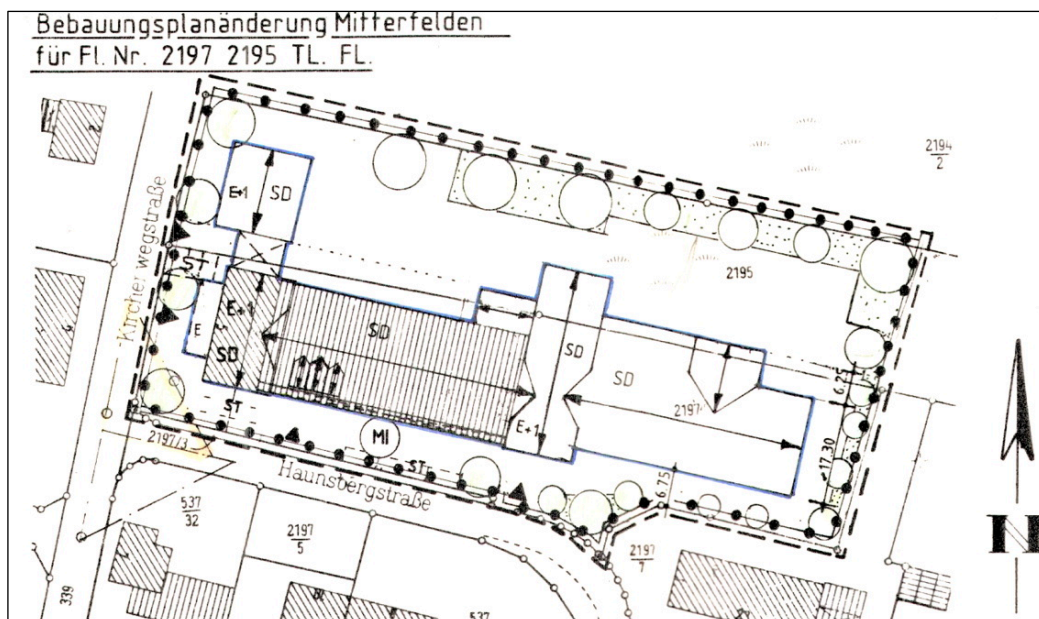 Bebauungsplanänderung Mitterfelden
für Fl. Nr. 2197 2195 TL. FL.
2194
2
E+1
SD
Kircherwegstraße
ST
2195
E
E+1
SD
SD
SD
SD
6.25
2197
ST
E+1
MI
17.30
2197/3
ST
Haunsbergstraße
6.75
537
32
2197
5
2197
7
N
339
537